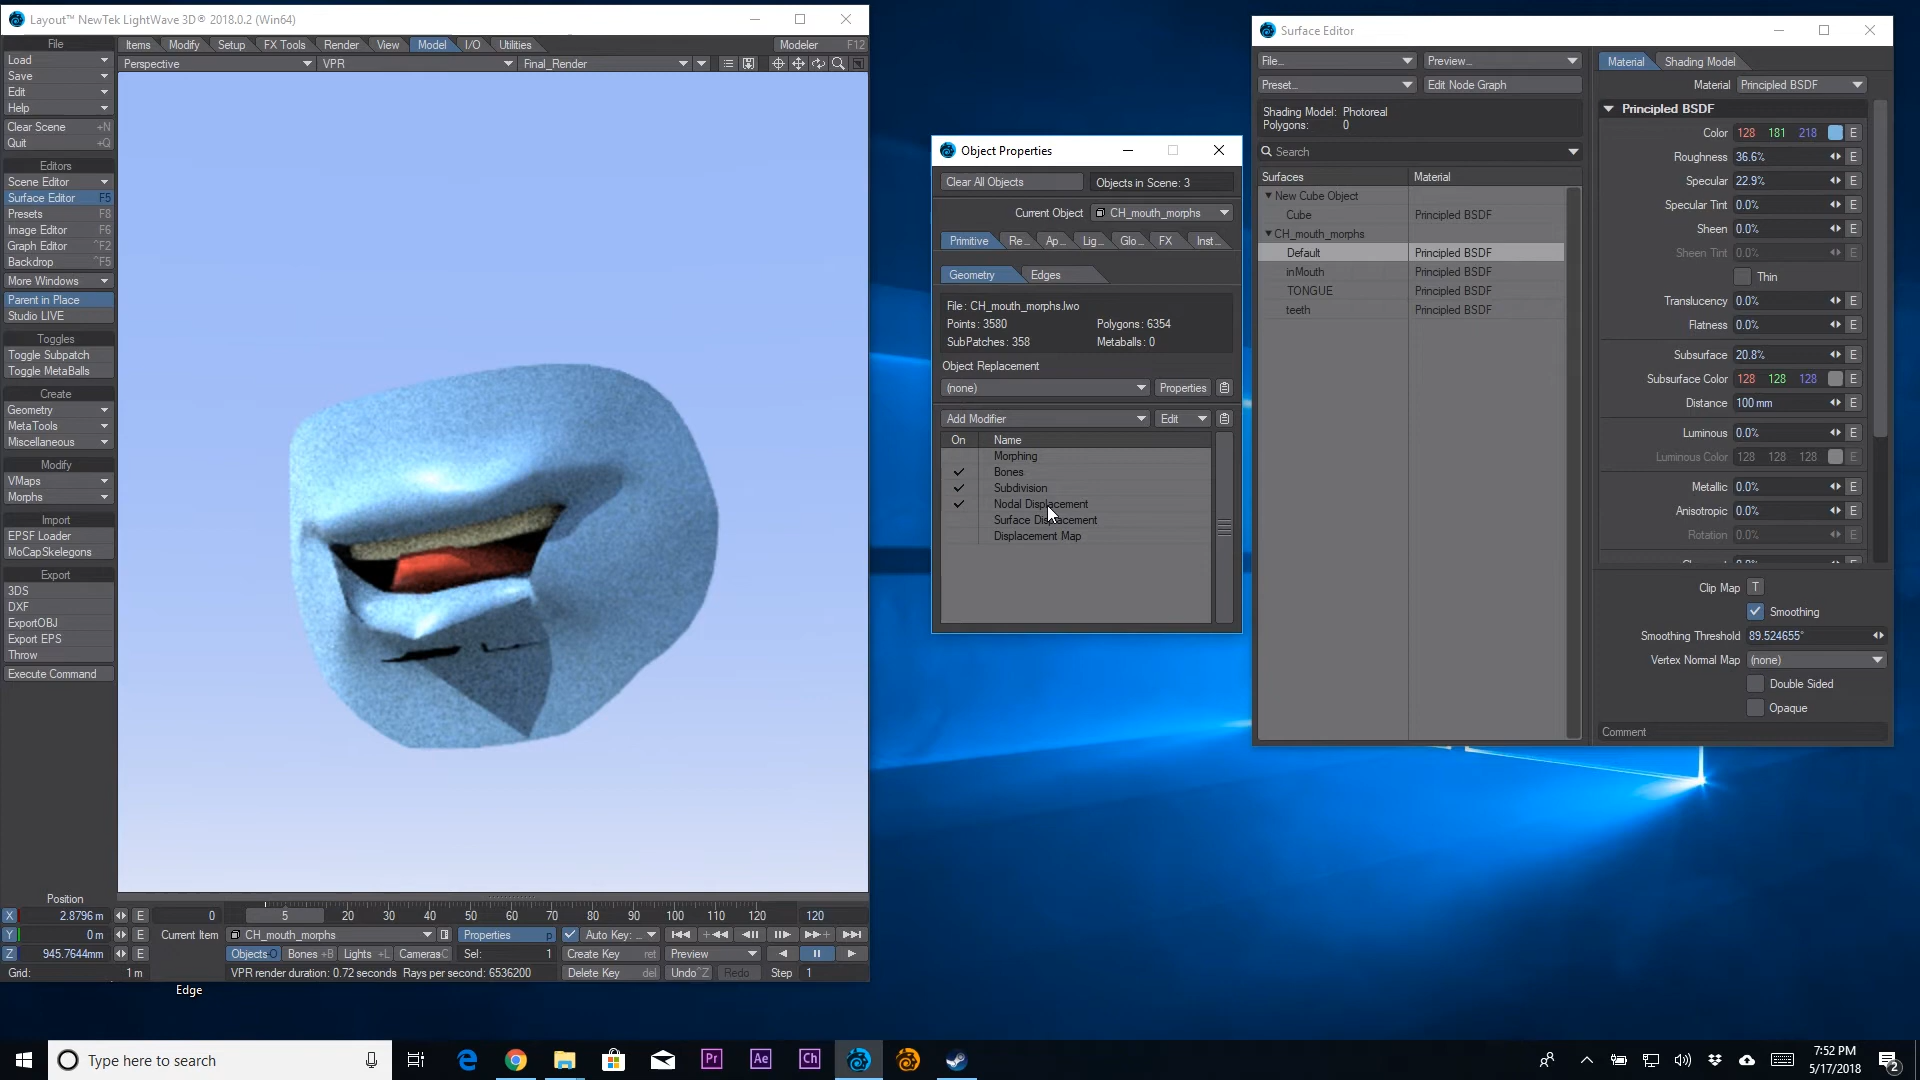 Layout™ NewTek LightWave 3D® 2018.0.2 (Win64)
File
Load
Save
Edit
Help
Clear Scene +N
Quit +Q
Editors
Scene Editor
Surface Editor F5
Presets F8
Image Editor F6
Graph Editor ^F2
Backdrop ^F5
More Windows
Parent in Place
Studio LIVE
Toggles
Toggle Subpatch
Toggle MetaBalls
Create
Geometry
MetaTools
Miscellaneous
Modify
VMaps
Morphs
Import
EPSF Loader
MoCapSkelegons
Export
3DS
DXF
ExportOBJ
Export EPS
Throw
Execute Command
Items Modify Setup FX Tools Render View Model I/O Utilities Modeler F12
Perspective VPR Final_Render
Position
X 2.8796 m E
Y 0 m E
Z 945.7644mm E
Grid: 1 m
0 5 20 30 40 50 60 70 80 90 100 110 120 120
Current Item CH_mouth_morphs Properties p Auto Key: ...
Objects O Bones +B Lights +L Cameras C Sel: 1 Create Key ret Preview
VPR render duration: 0.72 seconds Rays per second: 6536200 Delete Key del Undo ^Z Redo Step 1
Edge
Object Properties
Clear All Objects Objects in Scene: 3
Current Object CH_mouth_morphs
Primitive Re... Ap... Lig... Glo... FX Inst...
Geometry Edges
File: CH_mouth_morphs.lwo
Points: 3580 Polygons: 6354
SubPatches: 358 Metaballs: 0
Object Replacement
(none) Properties
Add Modifier Edit
On Name
Morphing
Bones
Subdivision
Nodal Displacement
Surface Displacement
Displacement Map
Surface Editor
File... Preview...
Preset... Edit Node Graph
Shading Model: Photoreal
Polygons: 0
Search
Surfaces Material
New Cube Object
Cube Principled BSDF
CH_mouth_morphs
Default Principled BSDF
inMouth Principled BSDF
TONGUE Principled BSDF
teeth Principled BSDF
Material Shading Model
Material Principled BSDF
Principled BSDF
Color 128 181 218 E
Roughness 36.6% E
Specular 22.9% E
Specular Tint 0.0% E
Sheen 0.0% E
Sheen Tint 0.0% E
Thin
Translucency 0.0% E
Flatness 0.0% E
Subsurface 20.8% E
Subsurface Color 128 128 128 E
Distance 100 mm E
Luminous 0.0% E
Luminous Color 128 128 128 E
Metallic 0.0% E
Anisotropic 0.0% E
Rotation 0.0% E
Clip Map T
Smoothing
Smoothing Threshold 89.524655°
Vertex Normal Map (none)
Double Sided
Opaque
Comment
Type here to search
Pr Ae Ch
7:52 PM
5/17/2018
2